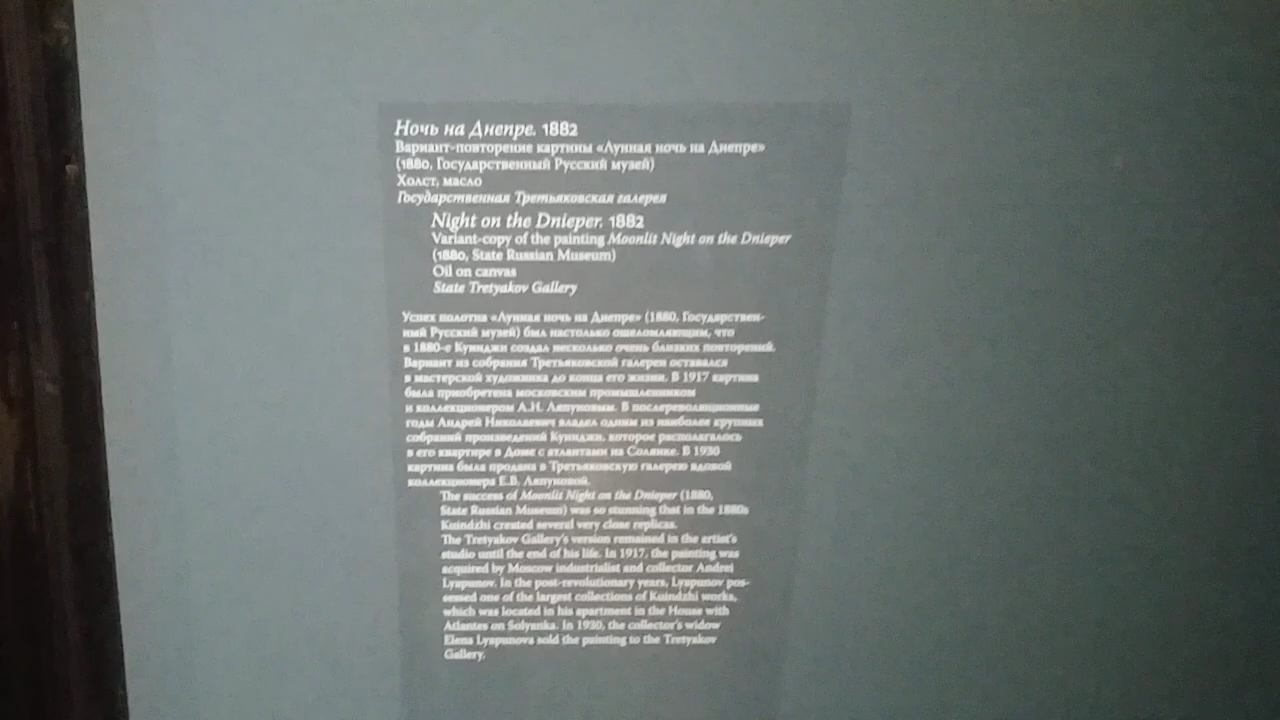 Ночь на Днепре. 1882
Вариант-повторение картины «Лунная ночь на Днепре»
(1880, Государственный Русский музей)
Холст, масло
Государственная Третьяковская галерея
Night on the Dnieper. 1882
Variant-copy of the painting Moonlit Night on the Dnieper
(1880, State Russian Museum)
Oil on canvas
State Tretyakov Gallery
Успех полотна «Лунная ночь на Днепре» (1880, Государствен-
ный Русский музей) был настолько ошеломляющим, что
в 1880-е Куинджи создал несколько очень близких повторений.
Вариант из собрания Третьяковской галереи оставался
в мастерской художника до конца его жизни. В 1917 картина
была приобретена московским промышленником
и коллекционером А.Н. Ляпуновым. В послереволюционные
годы Андрей Николаевич владел одним из наиболее крупных
собраний произведений Куинджи, которое располагалось
в его квартире в Доме с атлантами на Солянке. В 1930
картина была продана в Третьяковскую галерею вдовой
коллекционера Е.В. Ляпуновой.
The success of Moonlit Night on the Dnieper (1880,
State Russian Museum) was so stunning that in the 1880s
Kuindzhi created several very close replicas.
The Tretyakov Gallery's version remained in the artist's
studio until the end of his life. In 1917, the painting was
acquired by Moscow industrialist and collector Andrei
Lyapunov. In the post-revolutionary years, Lyapunov pos-
sessed one of the largest collections of Kuindzhi works,
which was located in his apartment in the House with
Atlantes on Solyanka. In 1930, the collector's widow
Elena Lyapunova sold the painting to the Tretyakov
Gallery.